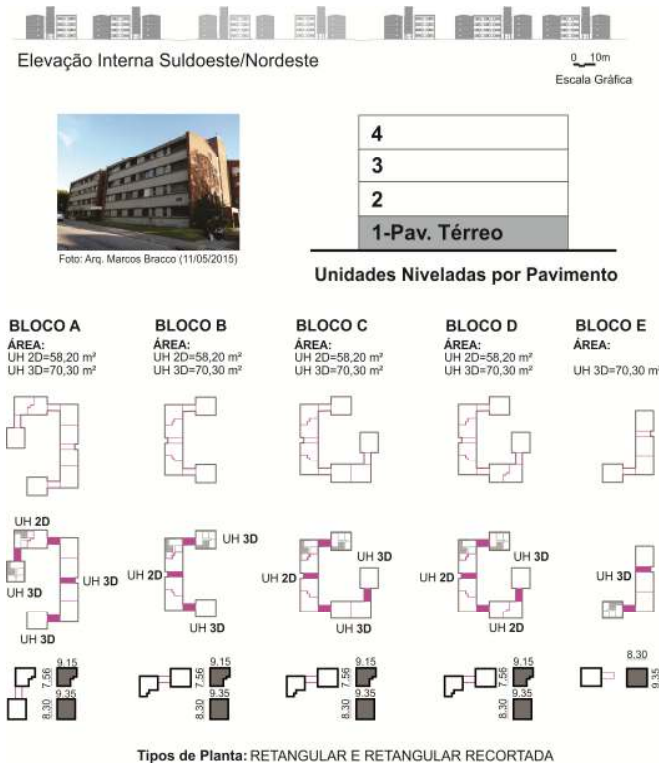 Elevação Interna Suldoeste/Nordeste
0 10m
Escala Gráfica
Foto: Arq. Marcos Bracco (11/05/2015)
4
3
2
1-Pav. Térreo
Unidades Niveladas por Pavimento
BLOCO A
ÁREA:
UH 2D=58,20 m²
UH 3D=70,30 m²
BLOCO B
ÁREA:
UH 2D=58,20 m²
UH 3D=70,30 m²
BLOCO C
ÁREA:
UH 2D=58,20 m²
UH 3D=70,30 m²
BLOCO D
ÁREA:
UH 2D=58,20 m²
UH 3D=70,30 m²
BLOCO E
ÁREA:
UH 3D=70,30 m²
UH 2D
UH 3D
UH 3D
UH 3D
UH 3D
UH 2D
UH 3D
UH 3D
UH 2D
UH 3D
UH 3D
UH 2D
UH 2D
UH 3D
9.15
7.56
9.35
8.30
9.15
7.56
9.35
8.30
9.15
7.56
9.35
8.30
9.15
7.56
9.35
8.30
8.30
9.35
Tipos de Planta: RETANGULAR E RETANGULAR RECORTADA